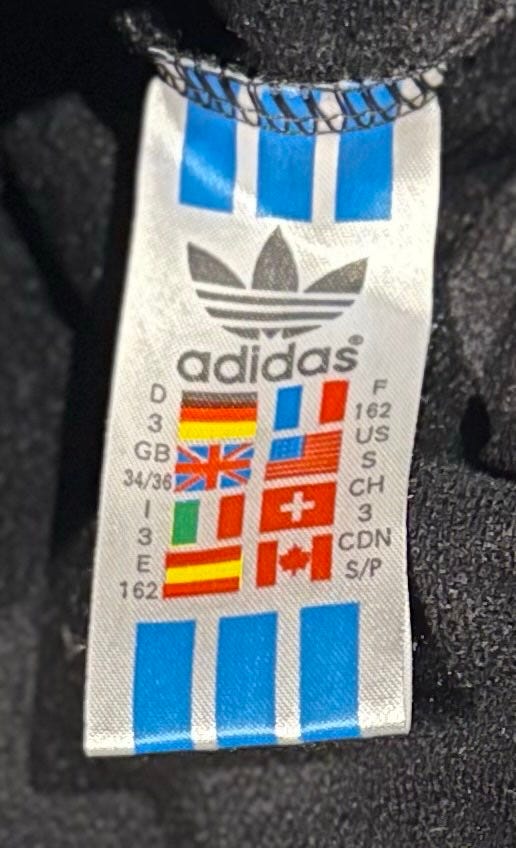 adidas®
D F
3 162
GB US
34/36 S
I CH
3 3
E CDN
162 S/P